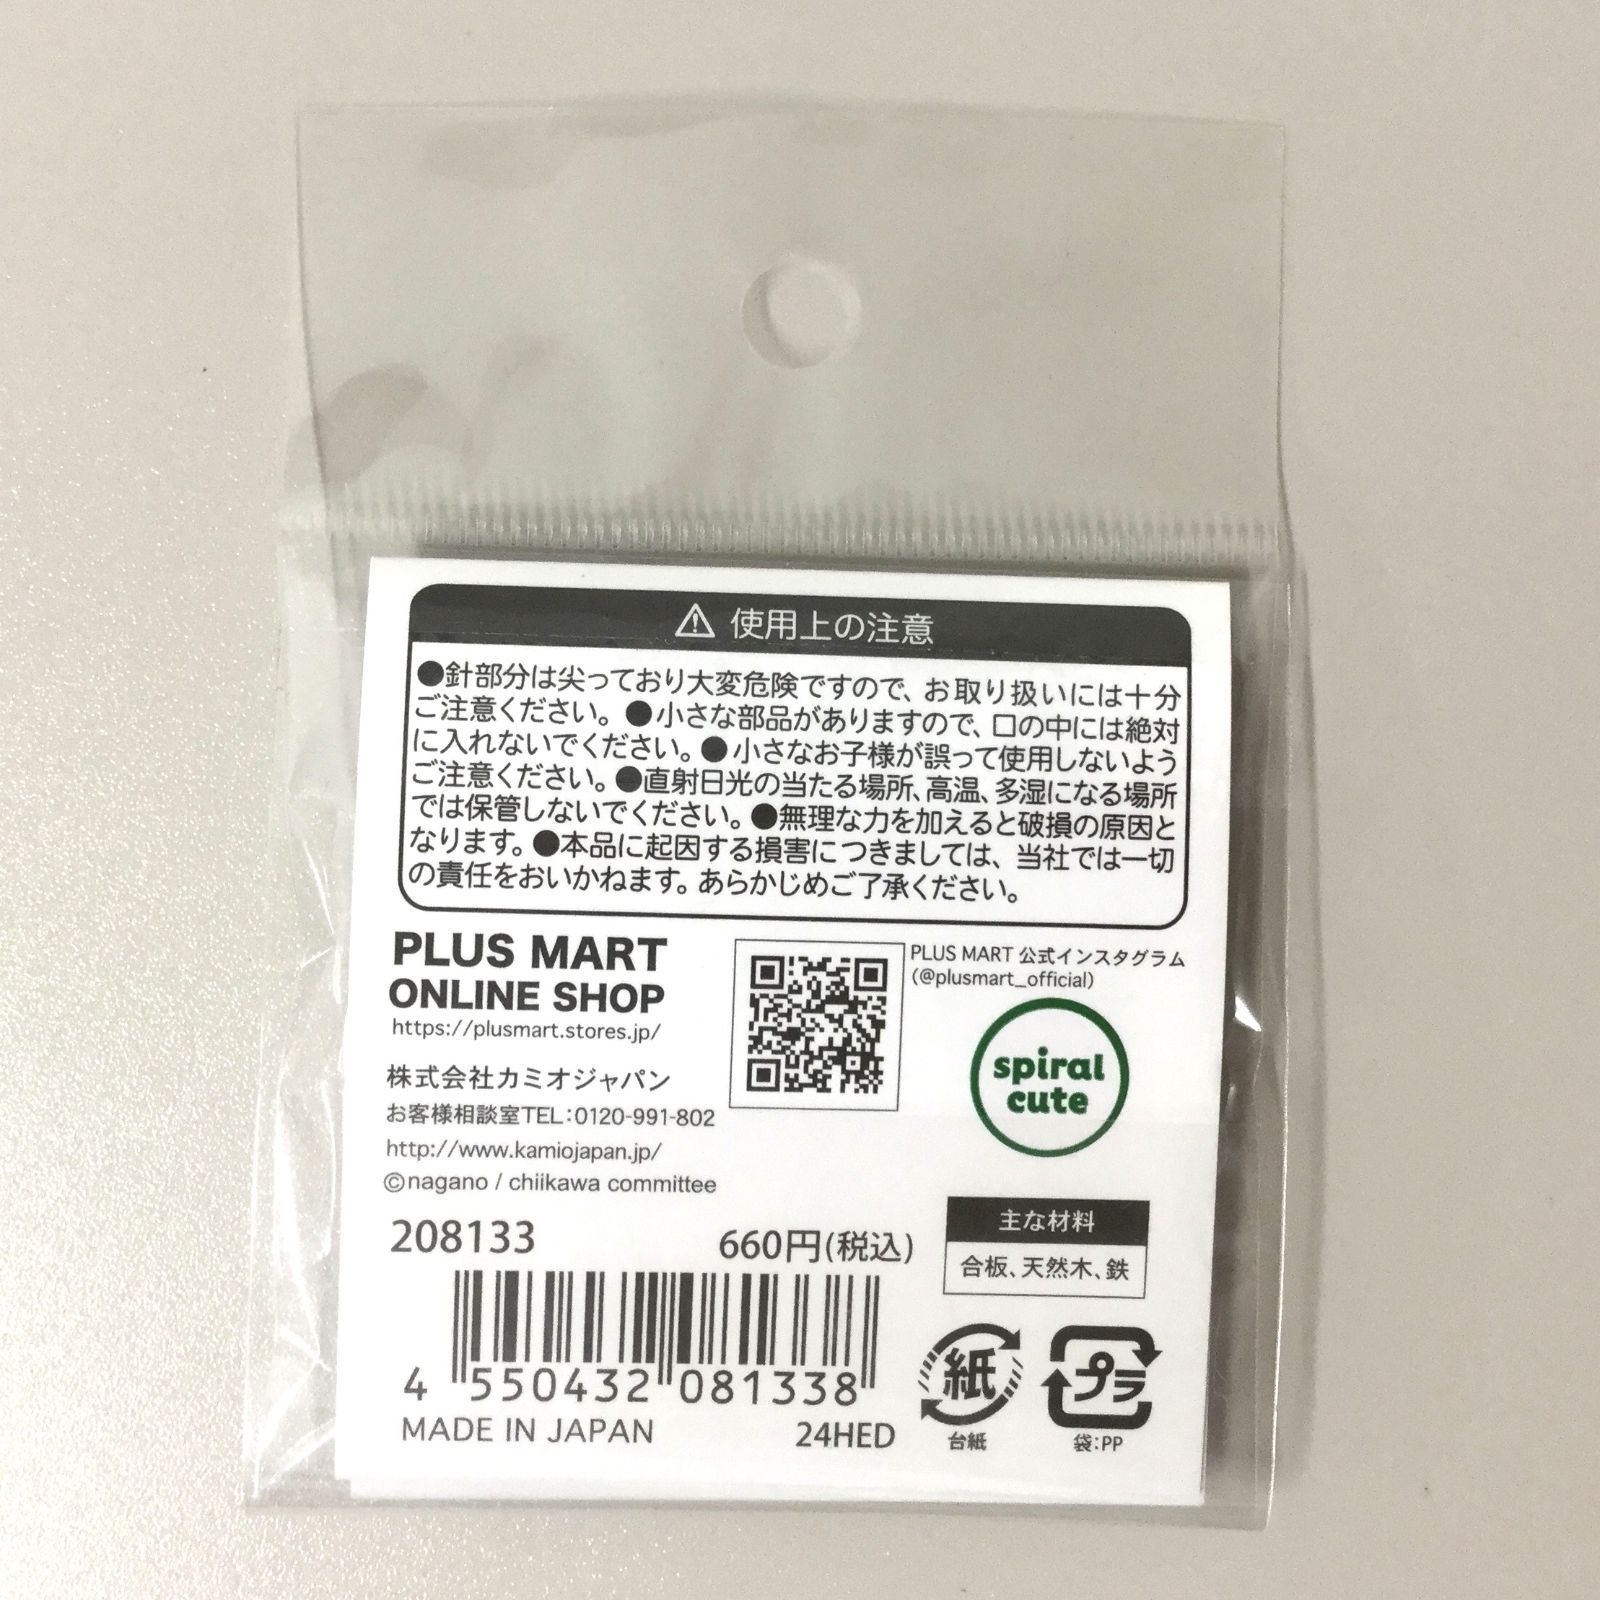 ⚠ 使用上の注意
●針部分は尖っており大変危険ですので、お取り扱いには十分
ご注意ください。●小さな部品がありますので、口の中には絶対
に入れないでください。●小さなお子様が誤って使用しないよう
ご注意ください。●直射日光の当たる場所、高温、多湿になる場所
では保管しないでください。●無理な力を加えると破損の原因と
なります。●本品に起因する損害につきましては、当社では一切
の責任をおいかねます。あらかじめご了承ください。
PLUS MART
ONLINE SHOP
https://plusmart.stores.jp/
PLUS MART 公式インスタグラム
(@plusmart_official)
spiral
cute
株式会社カミオジャパン
お客様相談室TEL:0120-991-802
http://www.kamiojapan.jp/
©nagano / chiikawa committee
208133
660円(税込)
主な材料
合板、天然木、鉄
4 550432 081338
MADE IN JAPAN
24HED
紙
台紙
プラ
袋:PP